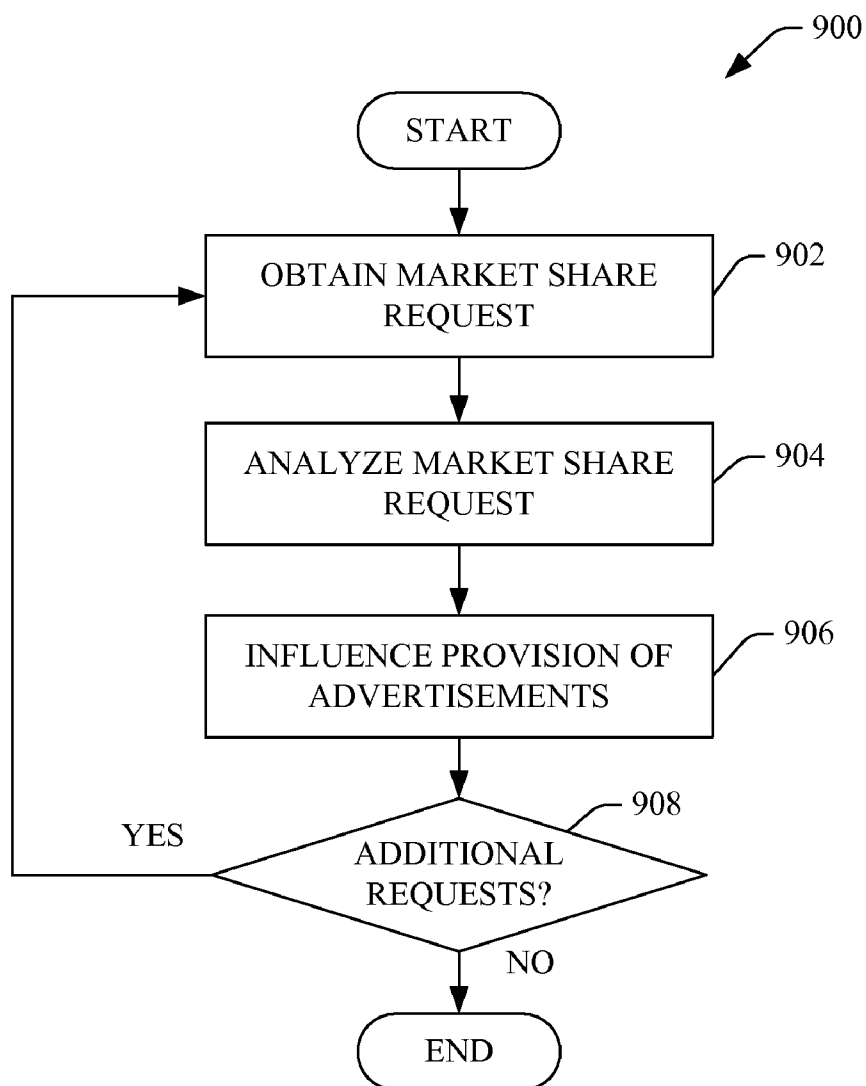 900
START
OBTAIN MARKET SHARE
REQUEST
902
ANALYZE MARKET SHARE
REQUEST
904
INFLUENCE PROVISION OF
ADVERTISEMENTS
906
908
YES
ADDITIONAL
REQUESTS?
NO
END